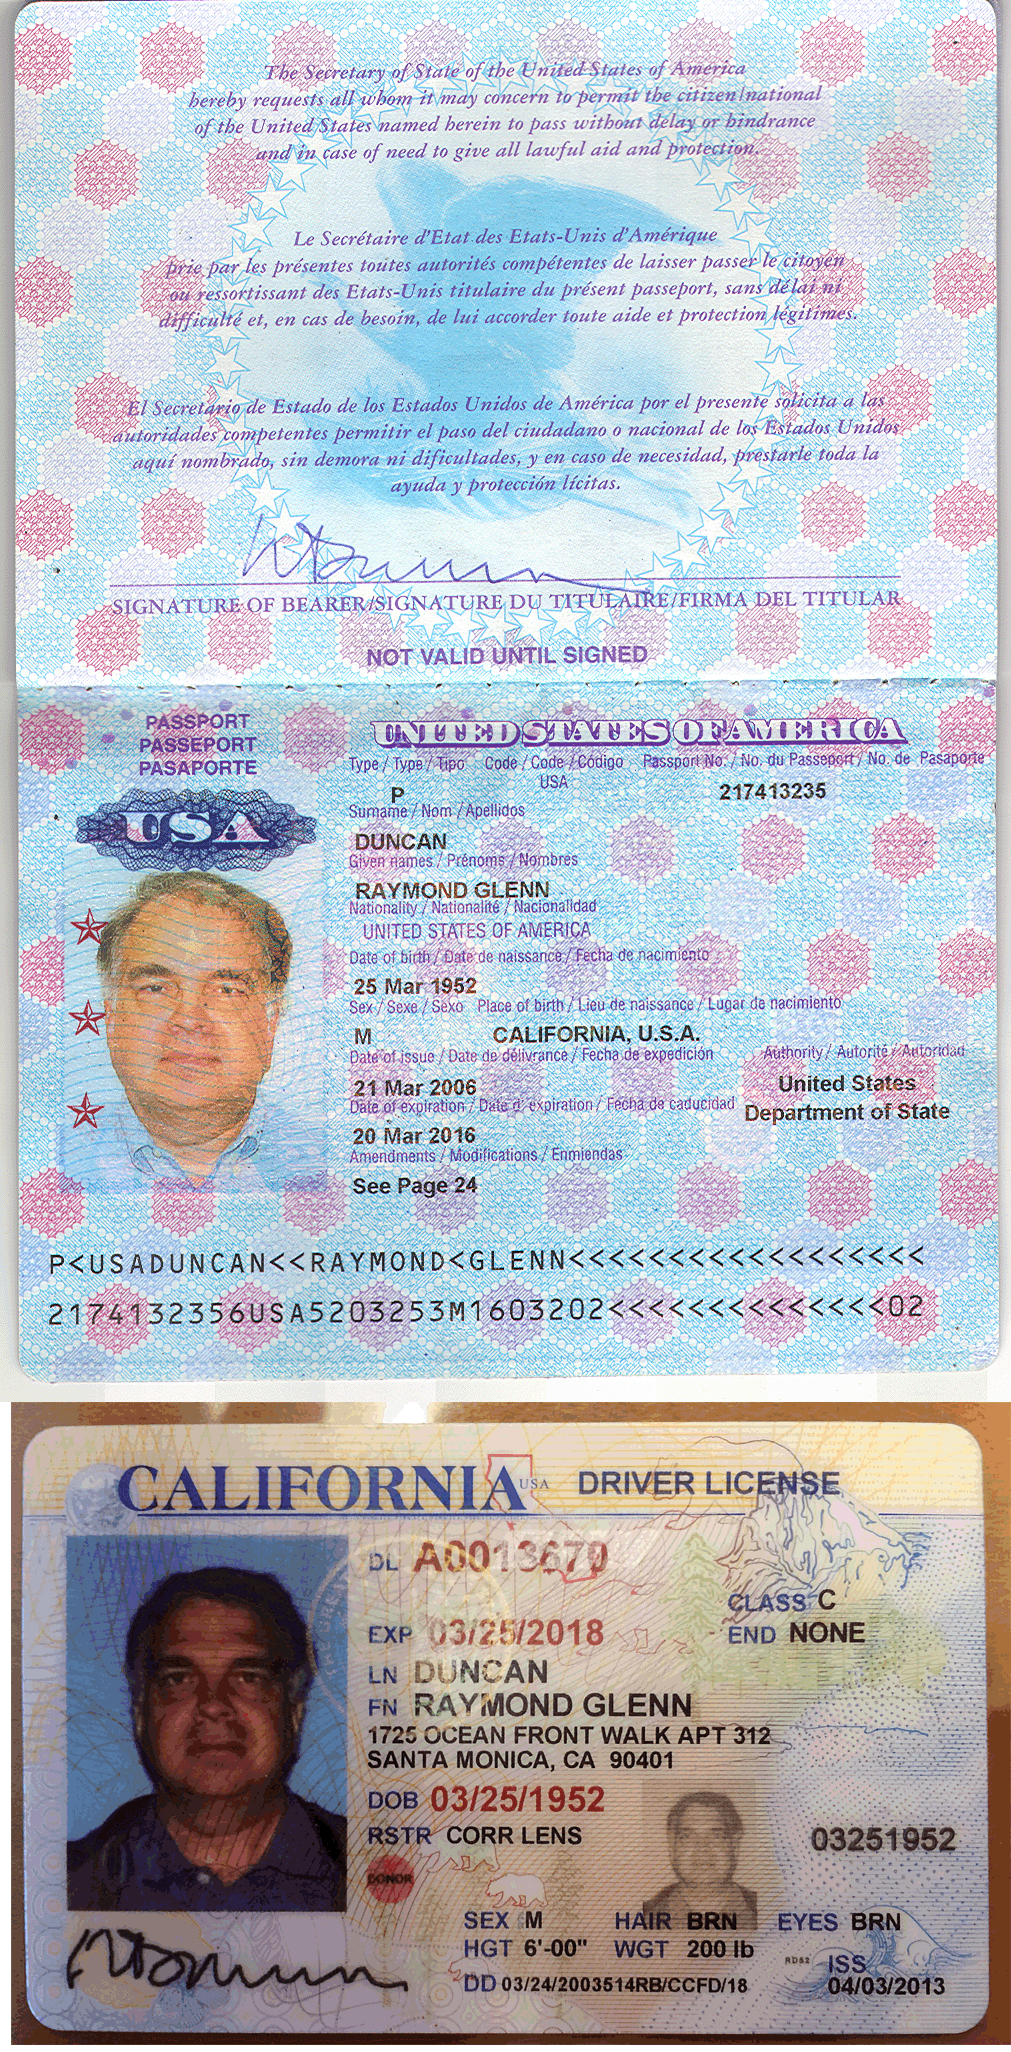 The Secretary of State of the United States of America
hereby requests all whom it may concern to permit the citizen/national
of the United States named herein to pass without delay or hindrance
and in case of need to give all lawful aid and protection.
Le Secrétaire d'Etat des Etats-Unis d'Amérique
prie par les présentes toutes autorités compétentes de laisser passer le citoyen
ou ressortissant des Etats-Unis titulaire du présent passeport, sans délai ni
difficulté et, en cas de besoin, de lui accorder toute aide et protection légitimes.
El Secretario de Estado de los Estados Unidos de América por el presente solicita a las
autoridades competentes permitir el paso del ciudadano o nacional de los Estados Unidos
aquí nombrado, sin demora ni dificultades, y en caso de necesidad, prestarle toda la
ayuda y protección lícitas.
SIGNATURE OF BEARER/SIGNATURE DU TITULAIRE/FIRMA DEL TITULAR
NOT VALID UNTIL SIGNED
PASSPORT
PASSEPORT
PASAPORTE
USA
UNITED STATES OF AMERICA
Type / Type / Tipo Code / Code / Código Passport No. / No. du Passeport / No. de Pasaporte
P USA 217413235
Surname / Nom / Apellidos
DUNCAN
Given names / Prénoms / Nombres
RAYMOND GLENN
Nationality / Nationalité / Nacionalidad
UNITED STATES OF AMERICA
Date of birth / Date de naissance / Fecha de nacimiento
25 Mar 1952
Sex / Sexe / Sexo Place of birth / Lieu de naissance / Lugar de nacimiento
M CALIFORNIA, U.S.A.
Date of issue / Date de délivrance / Fecha de expedición Authority / Autorité / Autoridad
21 Mar 2006 United States
Date of expiration / Date d' expiration / Fecha de caducidad Department of State
20 Mar 2016
Amendments / Modifications / Enmiendas
See Page 24
P<USADUNCAN<<RAYMOND<GLENN<<<<<<<<<<<<<<<<<<
2174132356USA5203253M1603202<<<<<<<<<<<<<<02
CALIFORNIA USA DRIVER LICENSE
DL A0013670
CLASS C
EXP 03/25/2018 END NONE
LN DUNCAN
FN RAYMOND GLENN
1725 OCEAN FRONT WALK APT 312
SANTA MONICA, CA 90401
DOB 03/25/1952
RSTR CORR LENS 03251952
DONOR
SEX M HAIR BRN EYES BRN
HGT 6'-00" WGT 200 lb
ISS
DD 03/24/2003514RB/CCFD/18 04/03/2013